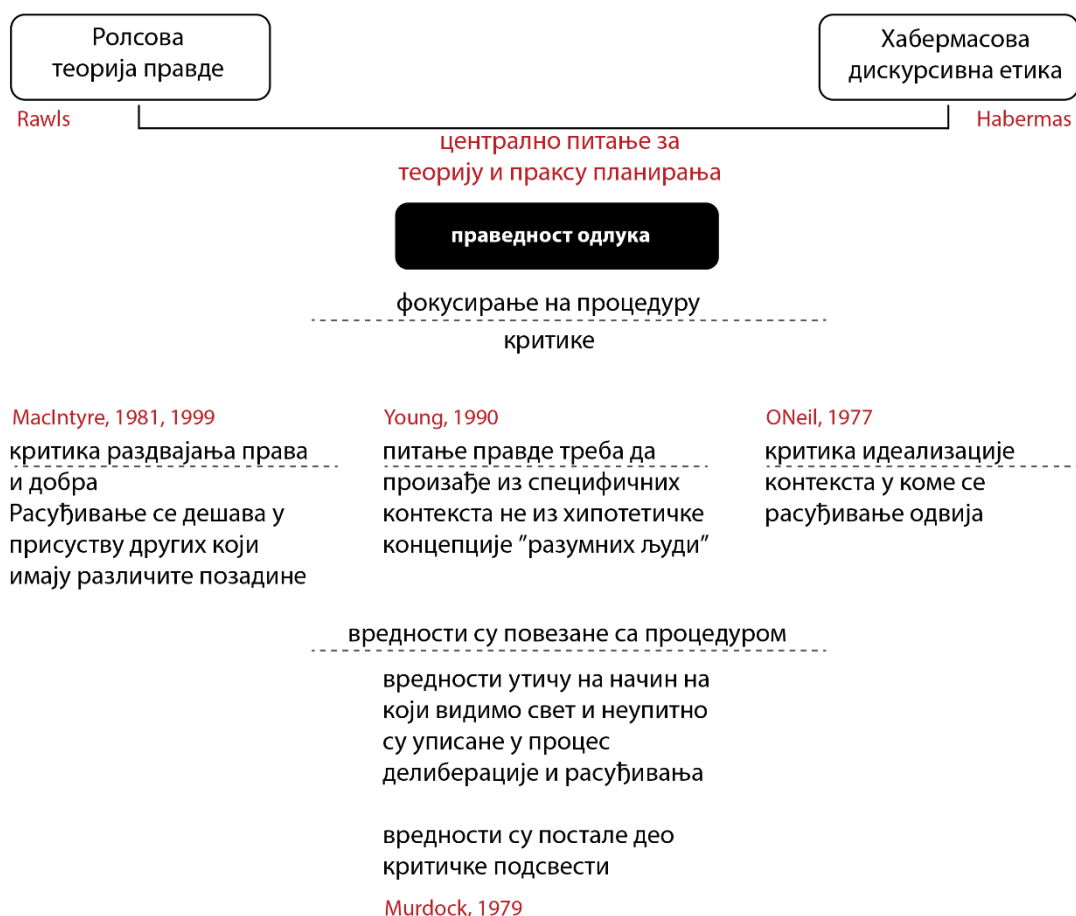 Ролсова
теорија правде
Хабермасова
дискурсивна етика
Rawls
Habermas
централно питање за
теорију и праксу планирања
праведност одлука
фокусирање на процедуру
критике
MacIntyre, 1981, 1999
критика раздвајања права
и добра
Расуђивање се дешава у
присуству других који
имају различите позадине
Young, 1990
питање правде треба да
произађе из специфичних
контекста не из хипотетичке
концепције ”разумних људи”
ONeil, 1977
критика идеализације
контекста у коме се
расуђивање одвија
вредности су повезане са процедуром
вредности утичу на начин на
који видимо свет и неупитно
су уписане у процес
делиберације и расуђивања
вредности су постале део
критичке подсвести
Murdock, 1979